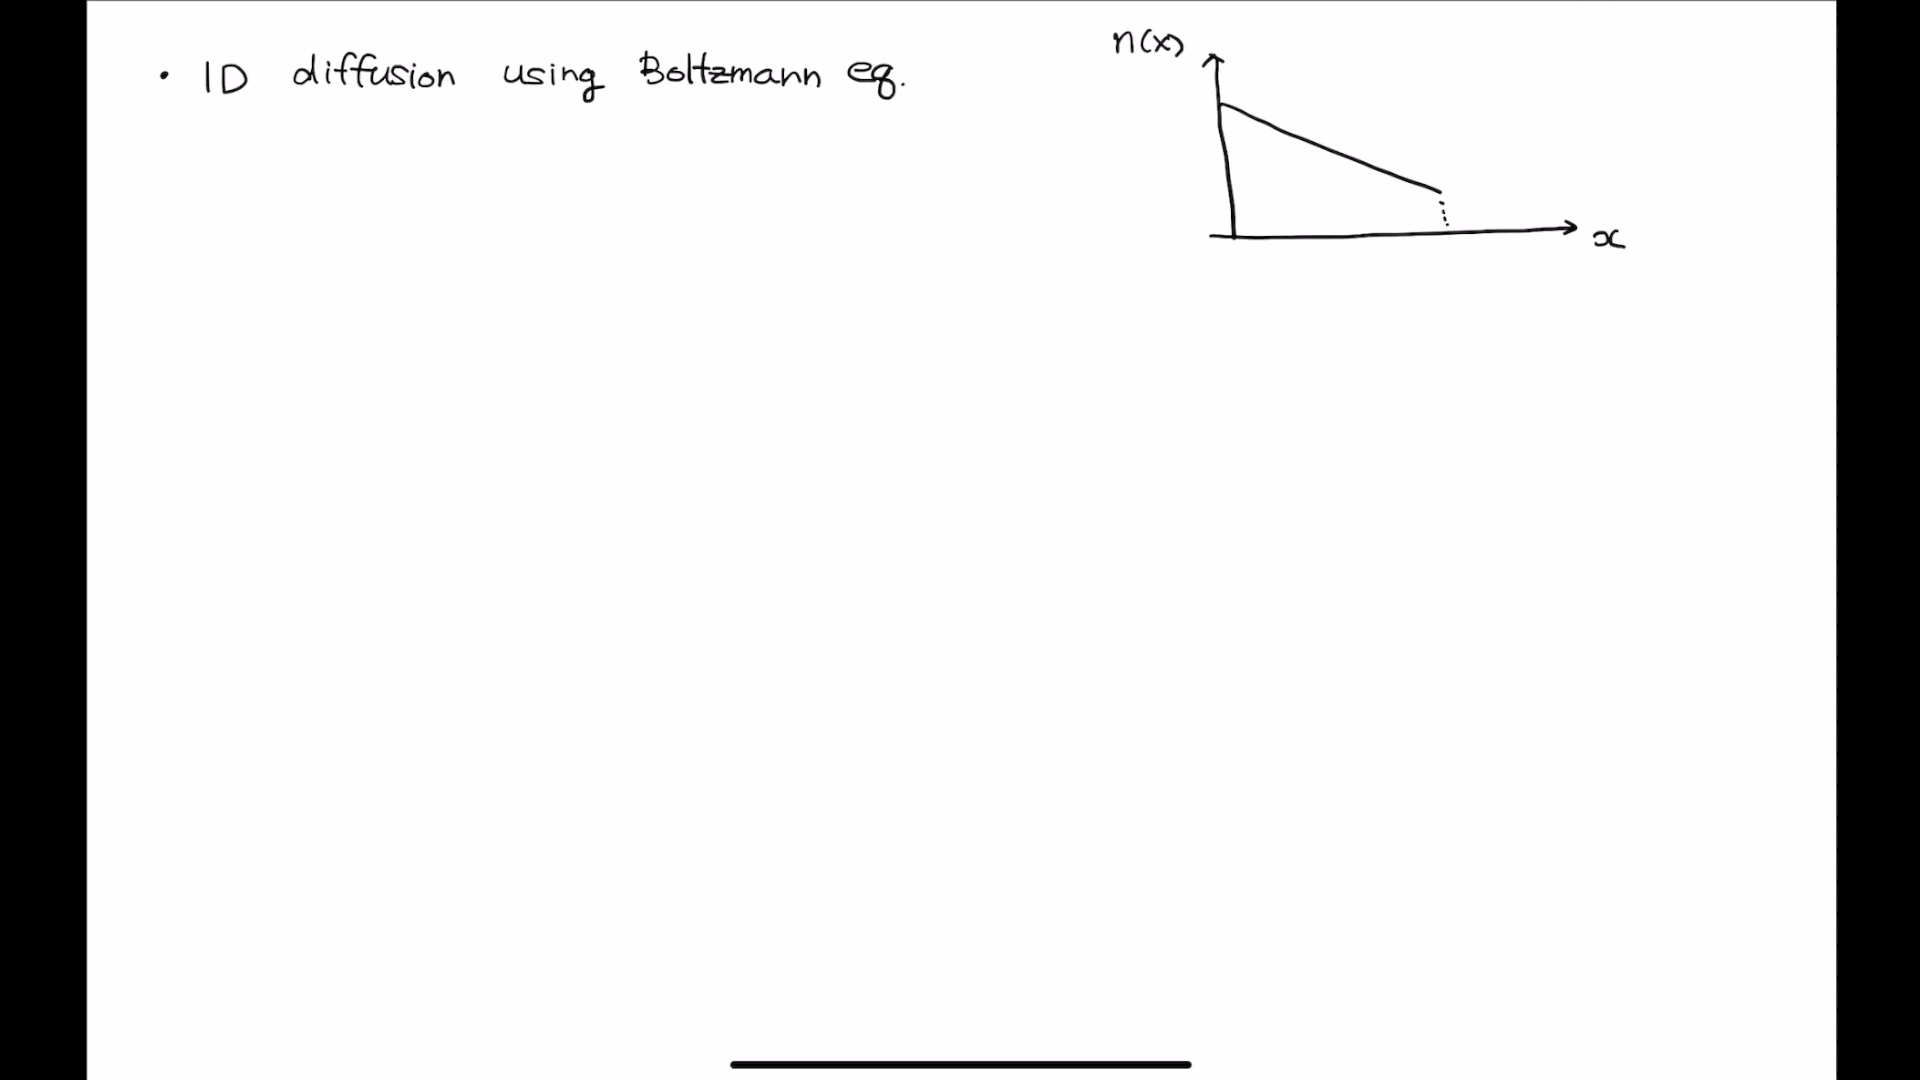 • 1D diffusion using Boltzmann eq.
n(x)
x